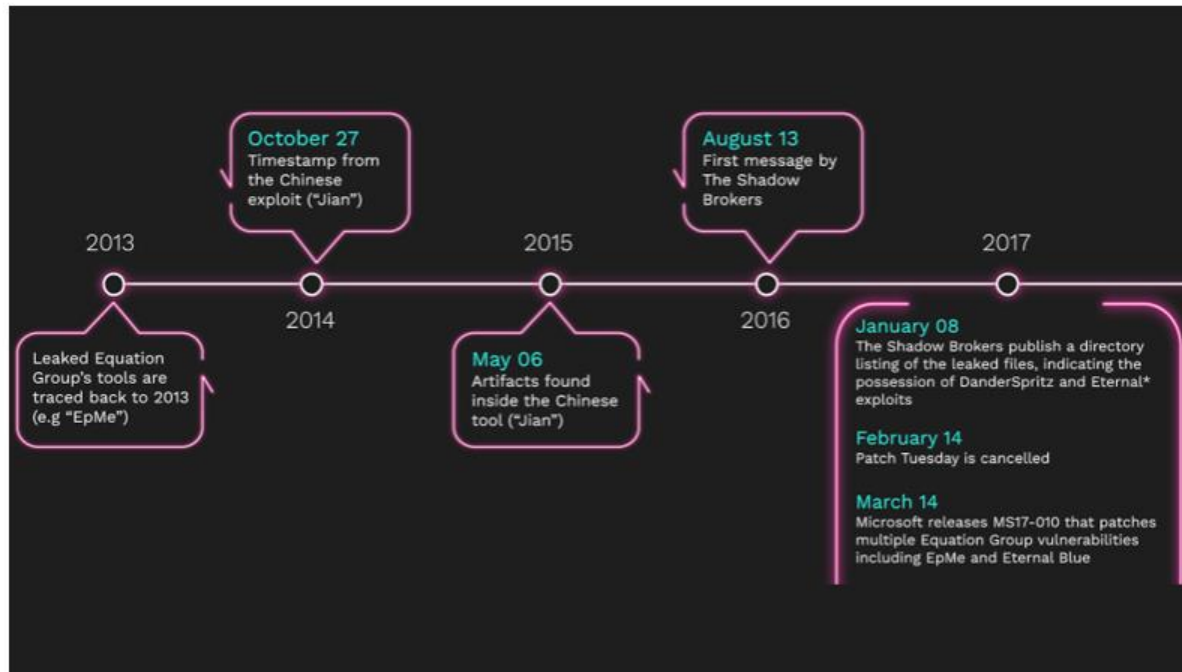 2013
Leaked Equation
Group's tools are
traced back to 2013
(e.g “EpMe”)
October 27
Timestamp from
the Chinese
exploit (“Jian”)
2014
2015
May 06
Artifacts found
inside the Chinese
tool (“Jian”)
August 13
First message by
The Shadow
Brokers
2016
2017
January 08
The Shadow Brokers publish a directory
listing of the leaked files, indicating the
possession of DanderSpritz and Eternal*
exploits
February 14
Patch Tuesday is cancelled
March 14
Microsoft releases MS17-010 that patches
multiple Equation Group vulnerabilities
including EpMe and Eternal Blue